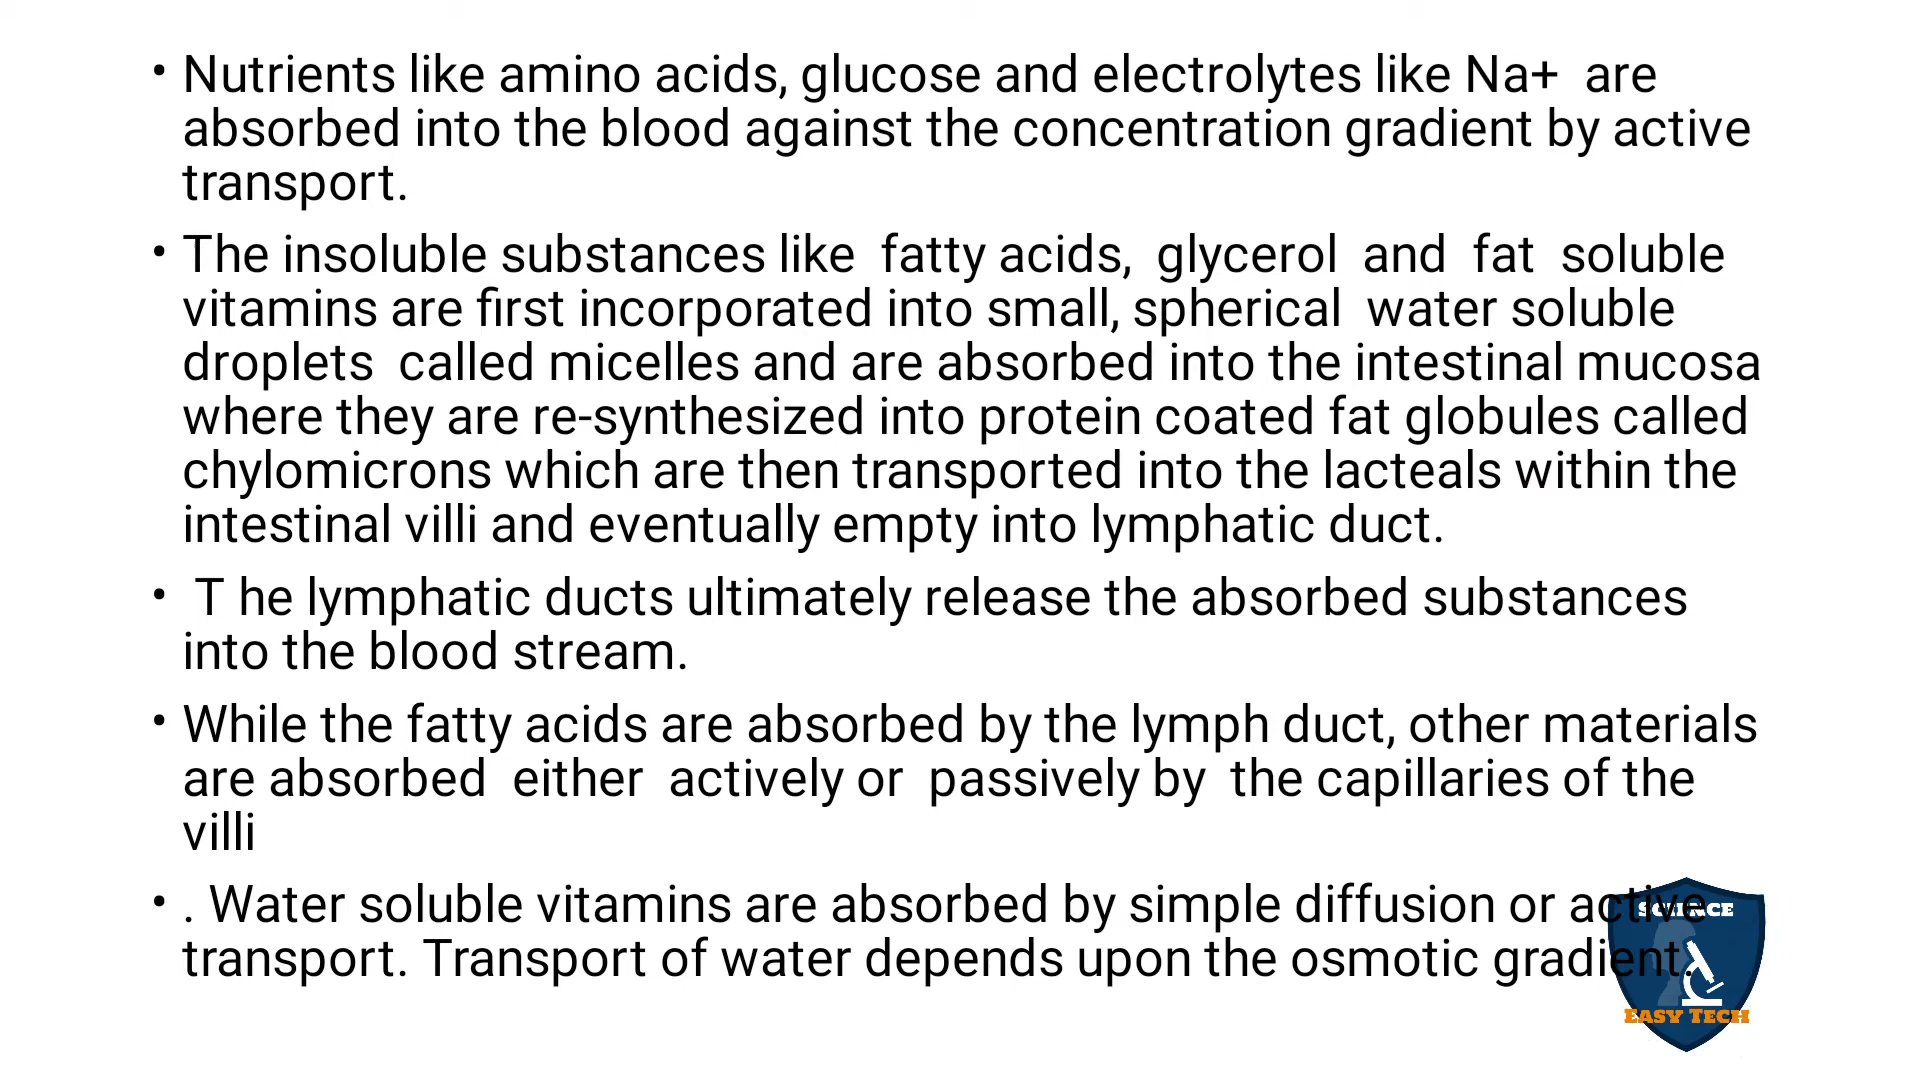 • Nutrients like amino acids, glucose and electrolytes like Na+ are
absorbed into the blood against the concentration gradient by active
transport.
• The insoluble substances like fatty acids, glycerol and fat soluble
vitamins are first incorporated into small, spherical water soluble
droplets called micelles and are absorbed into the intestinal mucosa
where they are re-synthesized into protein coated fat globules called
chylomicrons which are then transported into the lacteals within the
intestinal villi and eventually empty into lymphatic duct.
• T he lymphatic ducts ultimately release the absorbed substances
into the blood stream.
• While the fatty acids are absorbed by the lymph duct, other materials
are absorbed either actively or passively by the capillaries of the
villi
• . Water soluble vitamins are absorbed by simple diffusion or active
transport. Transport of water depends upon the osmotic gradient.
SCIENCE
EASY TECH